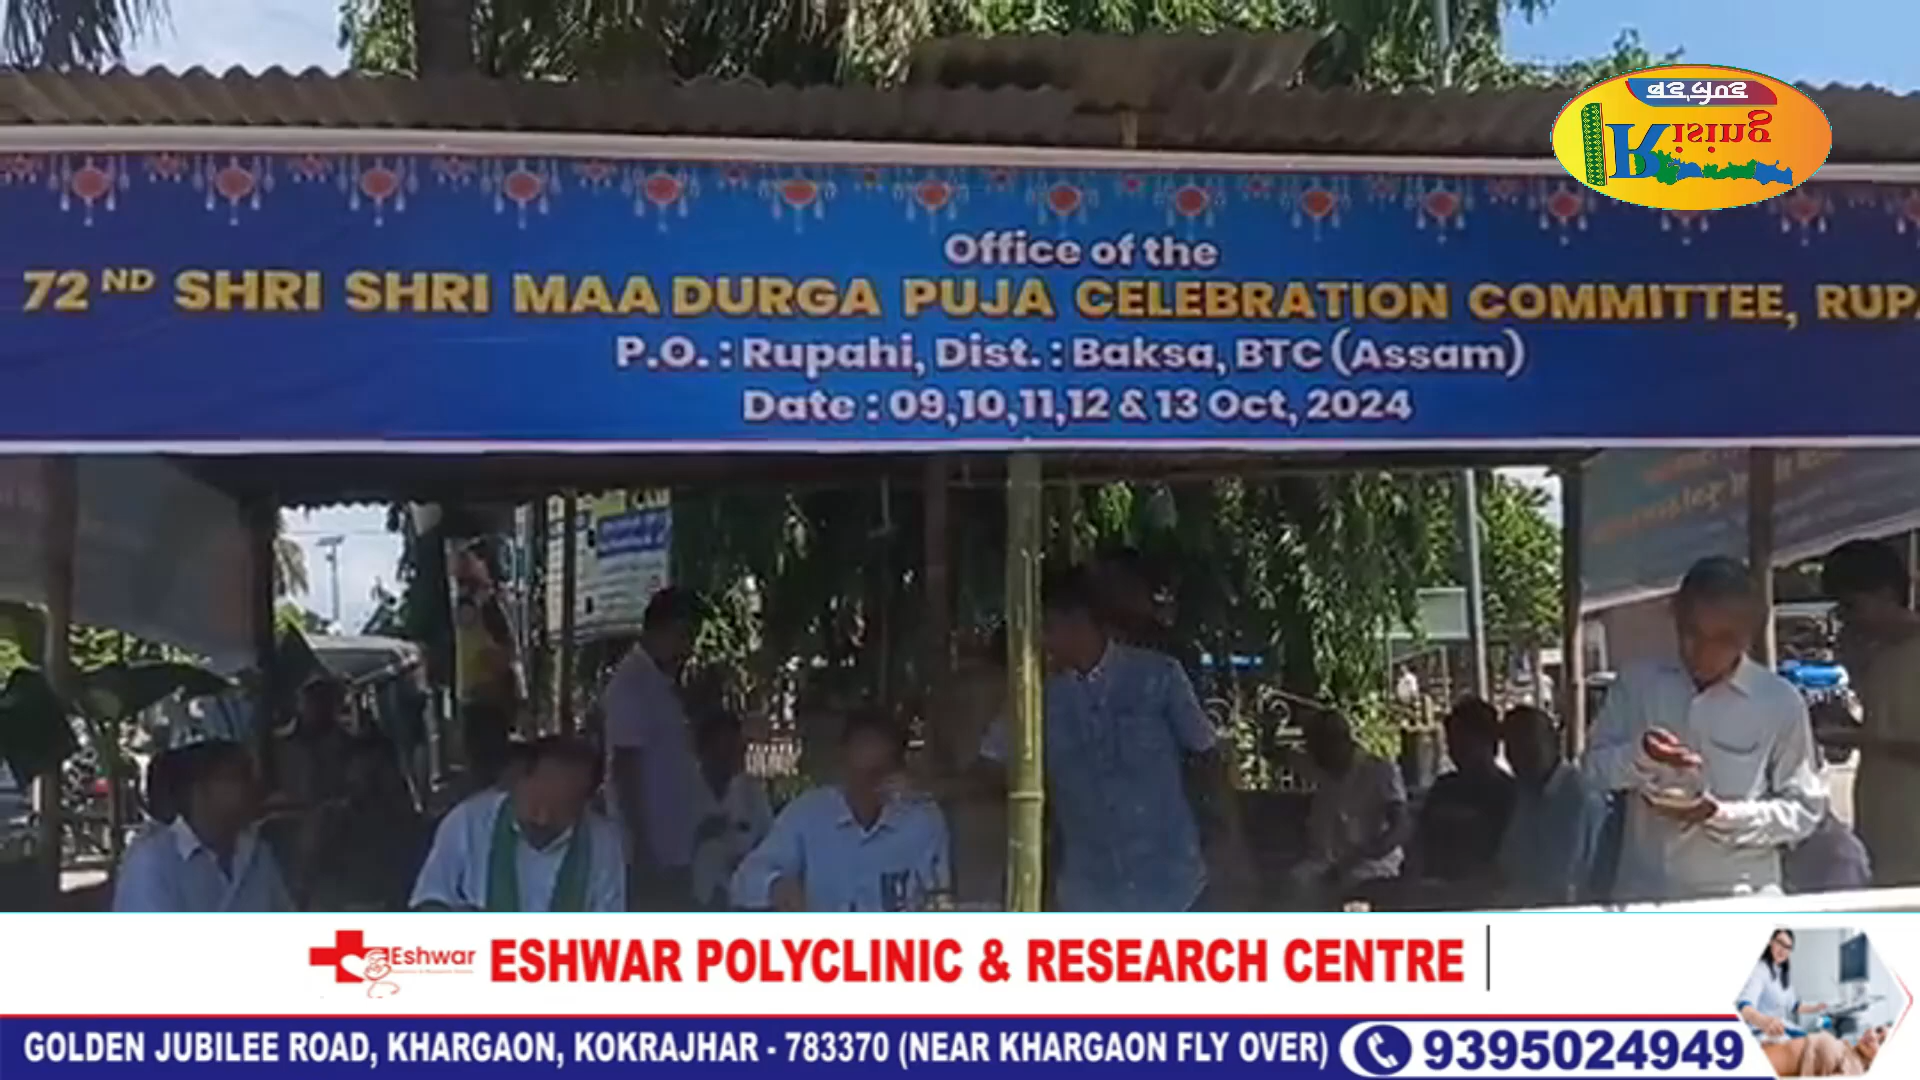 Office of the
72ND SHRI SHRI MAA DURGA PUJA CELEBRATION COMMITTEE, RUPA
P.O. : Rupahi, Dist. : Baksa, BTC (Assam)
Date : 09,10,11,12 & 13 Oct, 2024
Eshwar
ESHWAR POLYCLINIC & RESEARCH CENTRE
GOLDEN JUBILEE ROAD, KHARGAON, KOKRAJHAR - 783370 (NEAR KHARGAON FLY OVER)
9395024949